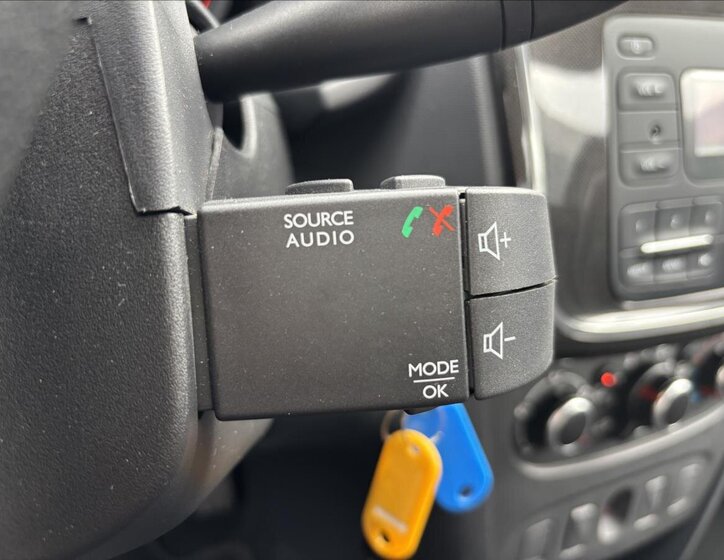 SOURCE
AUDIO
+
-
MODE
OK